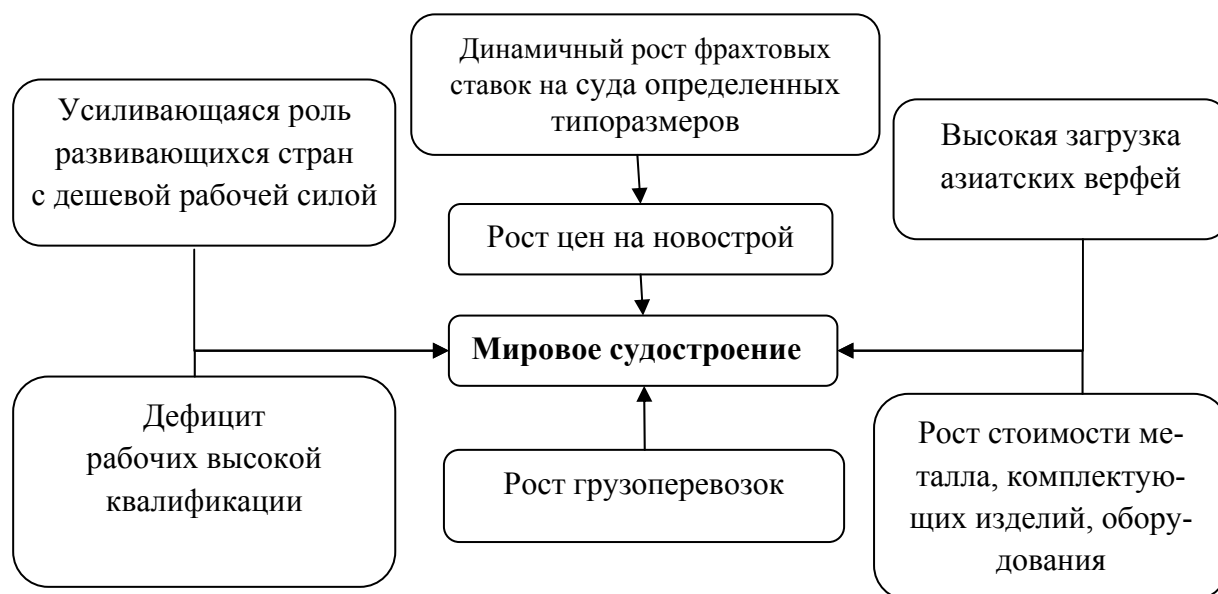 Динамичный рост фрахтовых
ставок на суда определенных
типоразмеров
Усиливающаяся роль
развивающихся стран
с дешевой рабочей силой
Высокая загрузка
азиатских верфей
Рост цен на новострой
Мировое судостроение
Дефицит
рабочих высокой
квалификации
Рост грузоперевозок
Рост стоимости ме-
талла, комплектую-
щих изделий, обору-
дования